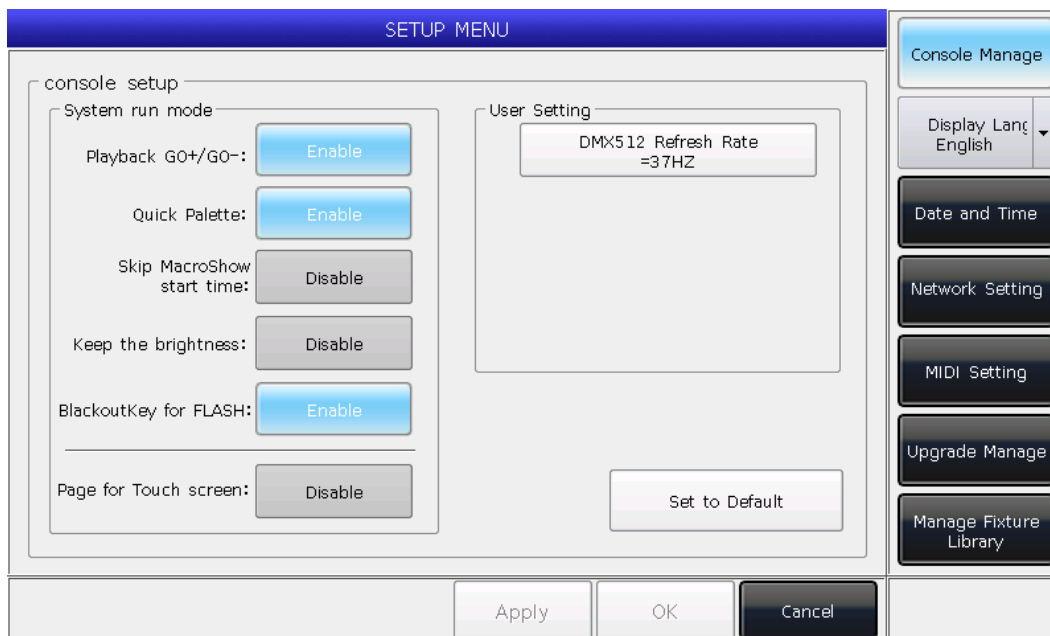 SETUP MENU
console setup
System run mode
Playback GO+/GO-:
Enable
Quick Palette:
Enable
Skip MacroShow
start time:
Disable
Keep the brightness:
Disable
BlackoutKey for FLASH:
Enable
Page for Touch screen:
Disable
User Setting
DMX512 Refresh Rate
=37HZ
Set to Default
Apply
OK
Cancel
Console Manage
Display Lang
English
Date and Time
Network Setting
MIDI Setting
Upgrade Manage
Manage Fixture
Library